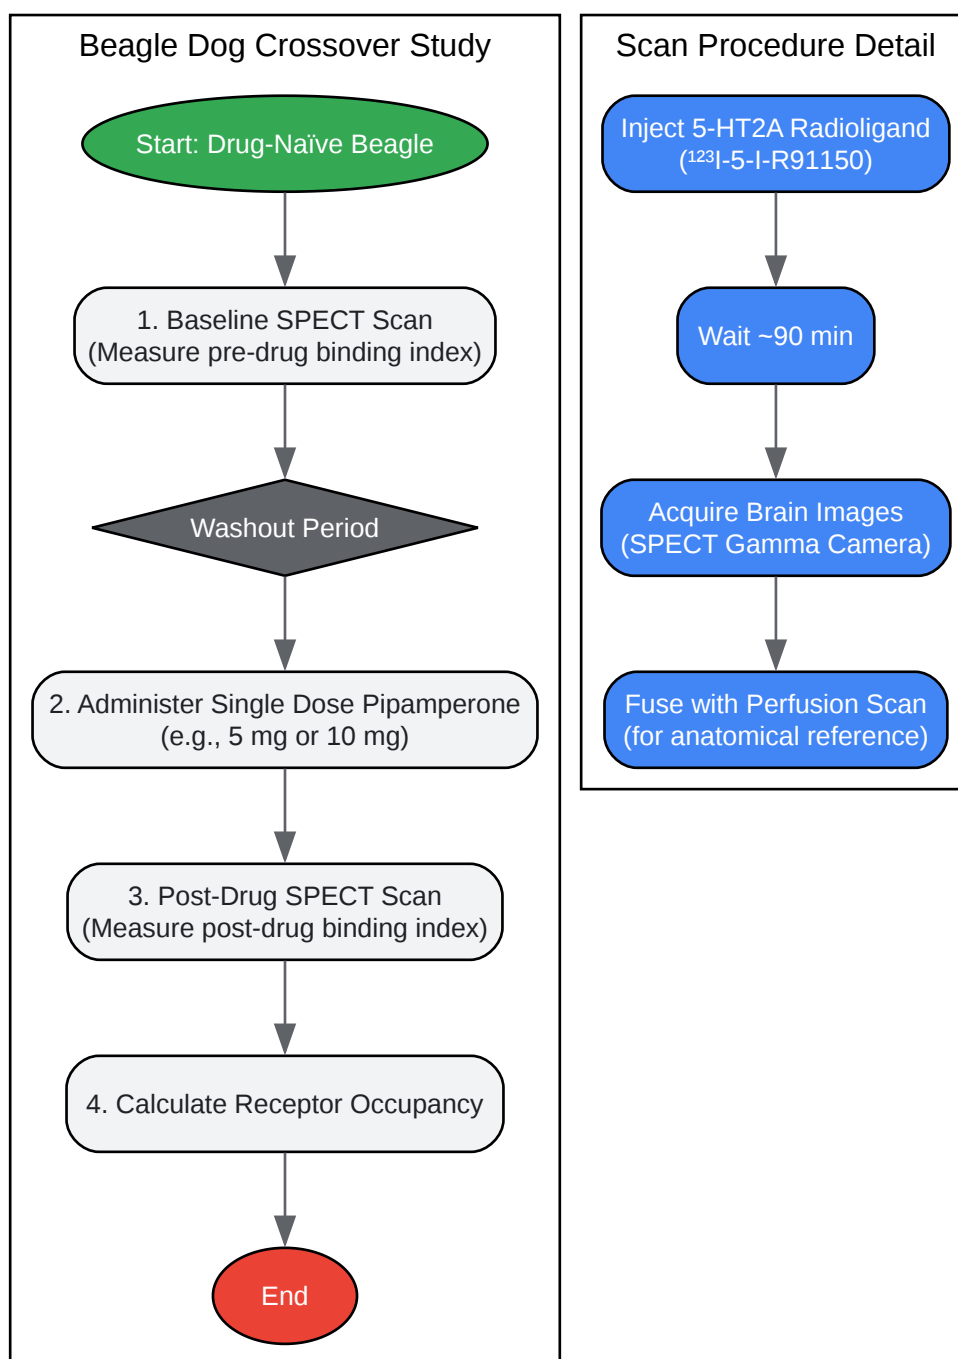 Beagle Dog Crossover Study
Start: Drug-Naïve Beagle
1. Baseline SPECT Scan
(Measure pre-drug binding index)
Washout Period
2. Administer Single Dose Pipamperone
(e.g., 5 mg or 10 mg)
3. Post-Drug SPECT Scan
(Measure post-drug binding index)
4. Calculate Receptor Occupancy
End
Scan Procedure Detail
Inject 5-HT2A Radioligand
(¹²³I-5-I-R91150)
Wait ~90 min
Acquire Brain Images
(SPECT Gamma Camera)
Fuse with Perfusion Scan
(for anatomical reference)